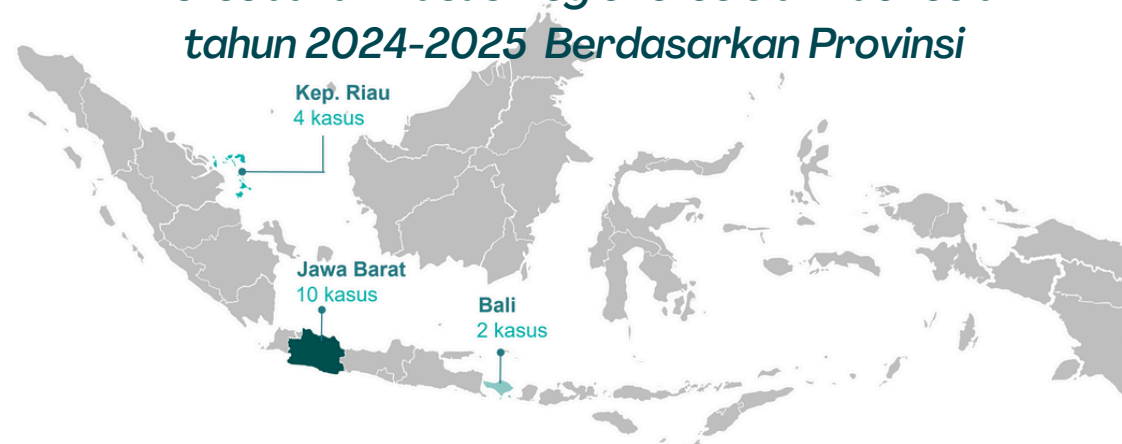 tahun 2024-2025 Berdasarkan Provinsi
Kep. Riau
4 kasus
Jawa Barat
10 kasus
Bali
2 kasus